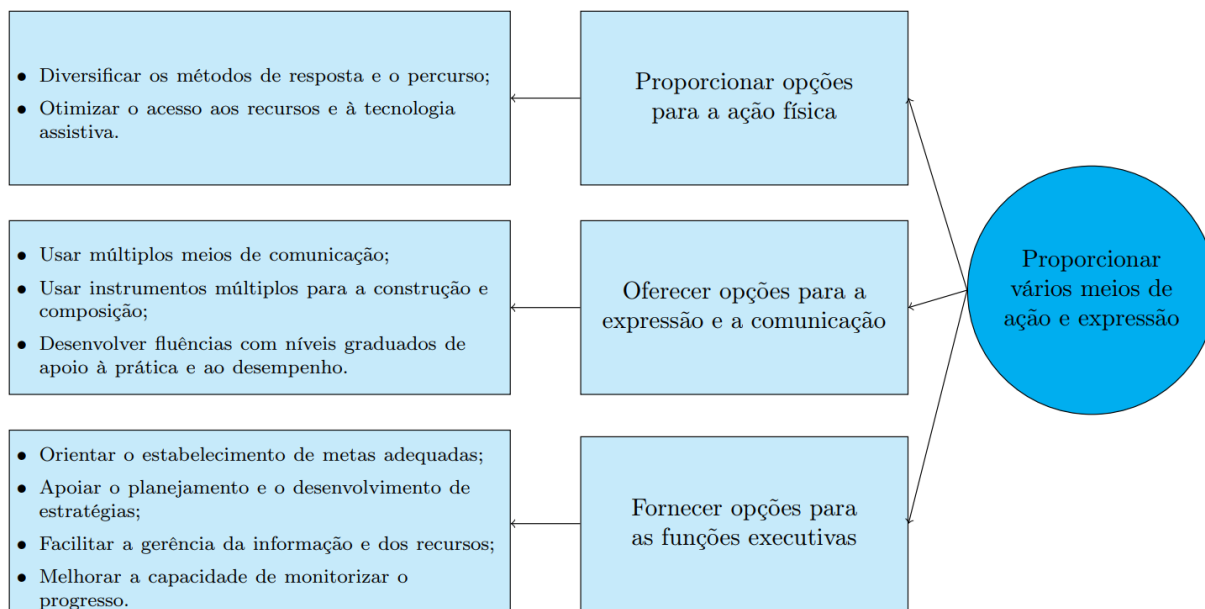 • Diversificar os métodos de resposta e o percurso;
• Otimizar o acesso aos recursos e à tecnologia
assistiva.
Proporcionar opções
para a ação física
• Usar múltiplos meios de comunicação;
• Usar instrumentos múltiplos para a construção e
composição;
• Desenvolver fluências com níveis graduados de
apoio à prática e ao desempenho.
Oferecer opções para a
expressão e a comunicação
Proporcionar
vários meios de
ação e expressão
• Orientar o estabelecimento de metas adequadas;
• Apoiar o planejamento e o desenvolvimento de
estratégias;
• Facilitar a gerência da informação e dos recursos;
• Melhorar a capacidade de monitorizar o
progresso.
Fornecer opções para
as funções executivas